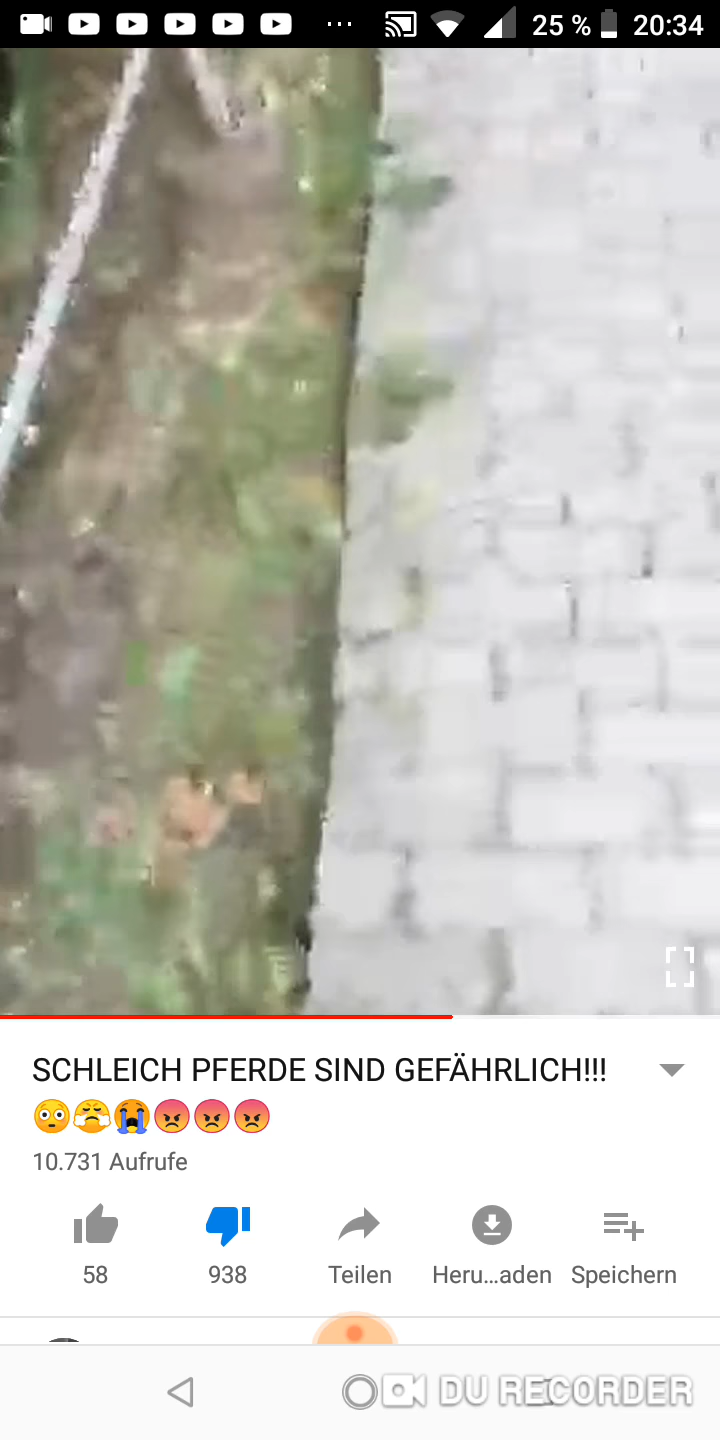 25 % 20:34
SCHLEICH PFERDE SIND GEFÄHRLICH!!!
😳😤😭😡😡😡
10.731 Aufrufe
58 938 Teilen Heru...aden Speichern
DU RECORDER